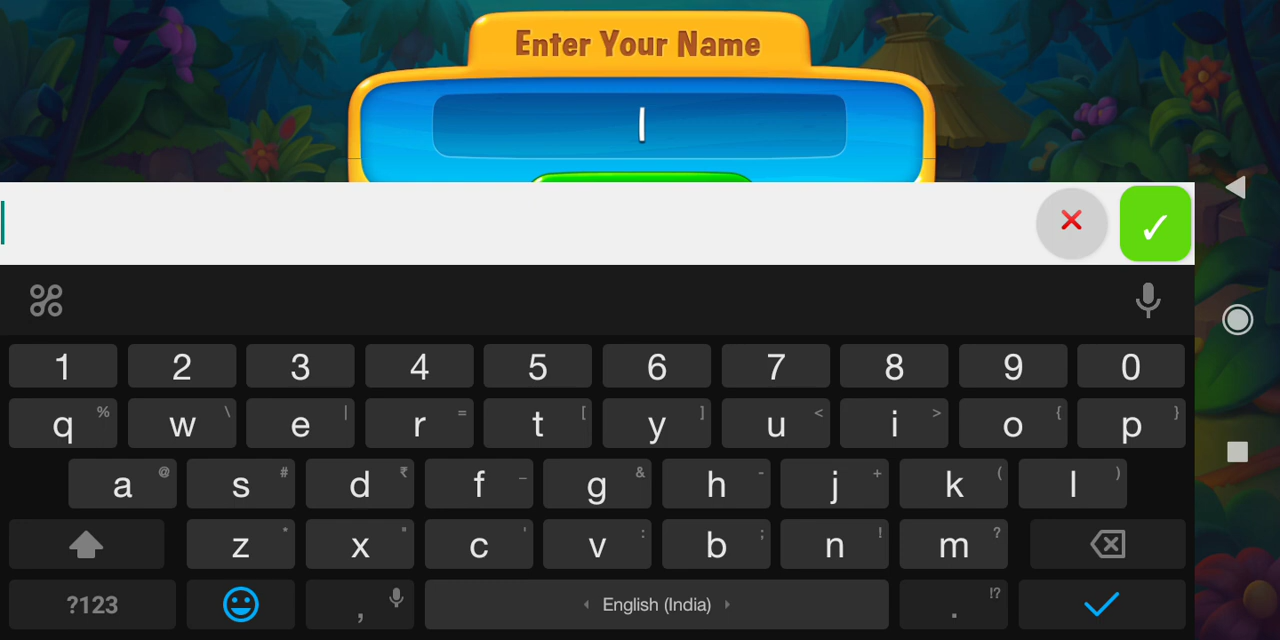 Enter Your Name
1 2 3 4 5 6 7 8 9 0
q % w \ e | r = t [ y ] u < i > o { p }
a @ s # d ₹ f _ g & h - j + k ( l )
z * x " c ' v : b ; n ! m ?
?123 , English (India) . !?